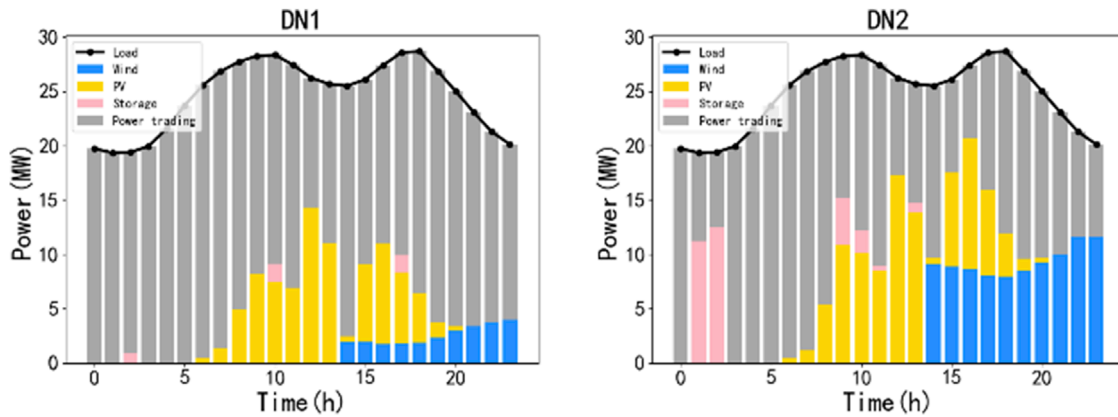 DN1
30
25
20
15
10
5
0
Power(MW)
Load
Wind
PV
Storage
Power trading
0 5 10 15 20
Time(h)
DN2
30
25
20
15
10
5
0
Power(MW)
Load
Wind
PV
Storage
Power trading
0 5 10 15 20
Time(h)